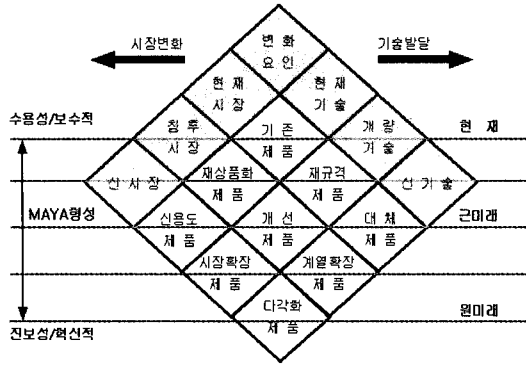 시장변화
변화
요인
기술발달
현재
시장
현재
기술
수용성/보수적
침투
시장
기존
제품
개량
기술
현재
신시장
재상품화
제품
재규격
제품
신기술
MAYA형성
신용도
제품
개선
제품
대체
제품
근미래
시장확장
제품
계열확장
제품
다각화
제품
원미래
진보성/혁신적